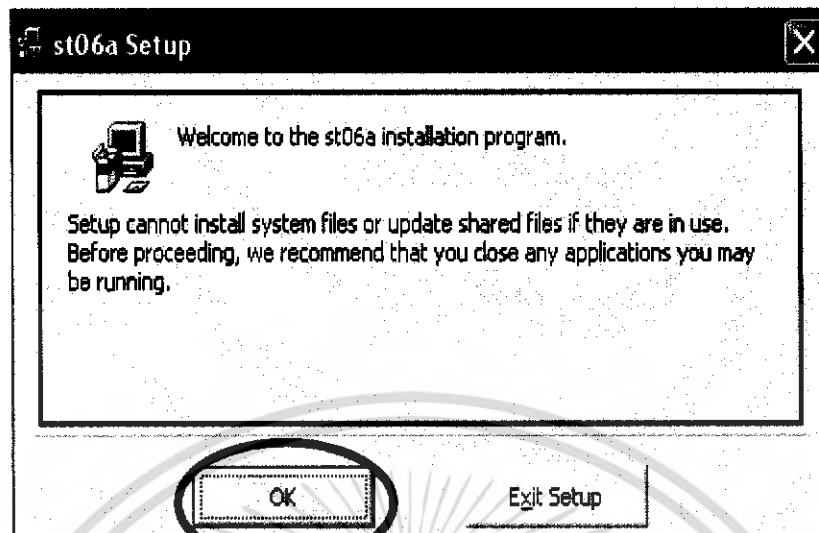 st06a Setup
Welcome to the st06a installation program.
Setup cannot install system files or update shared files if they are in use.
Before proceeding, we recommend that you close any applications you may
be running.
OK
Exit Setup